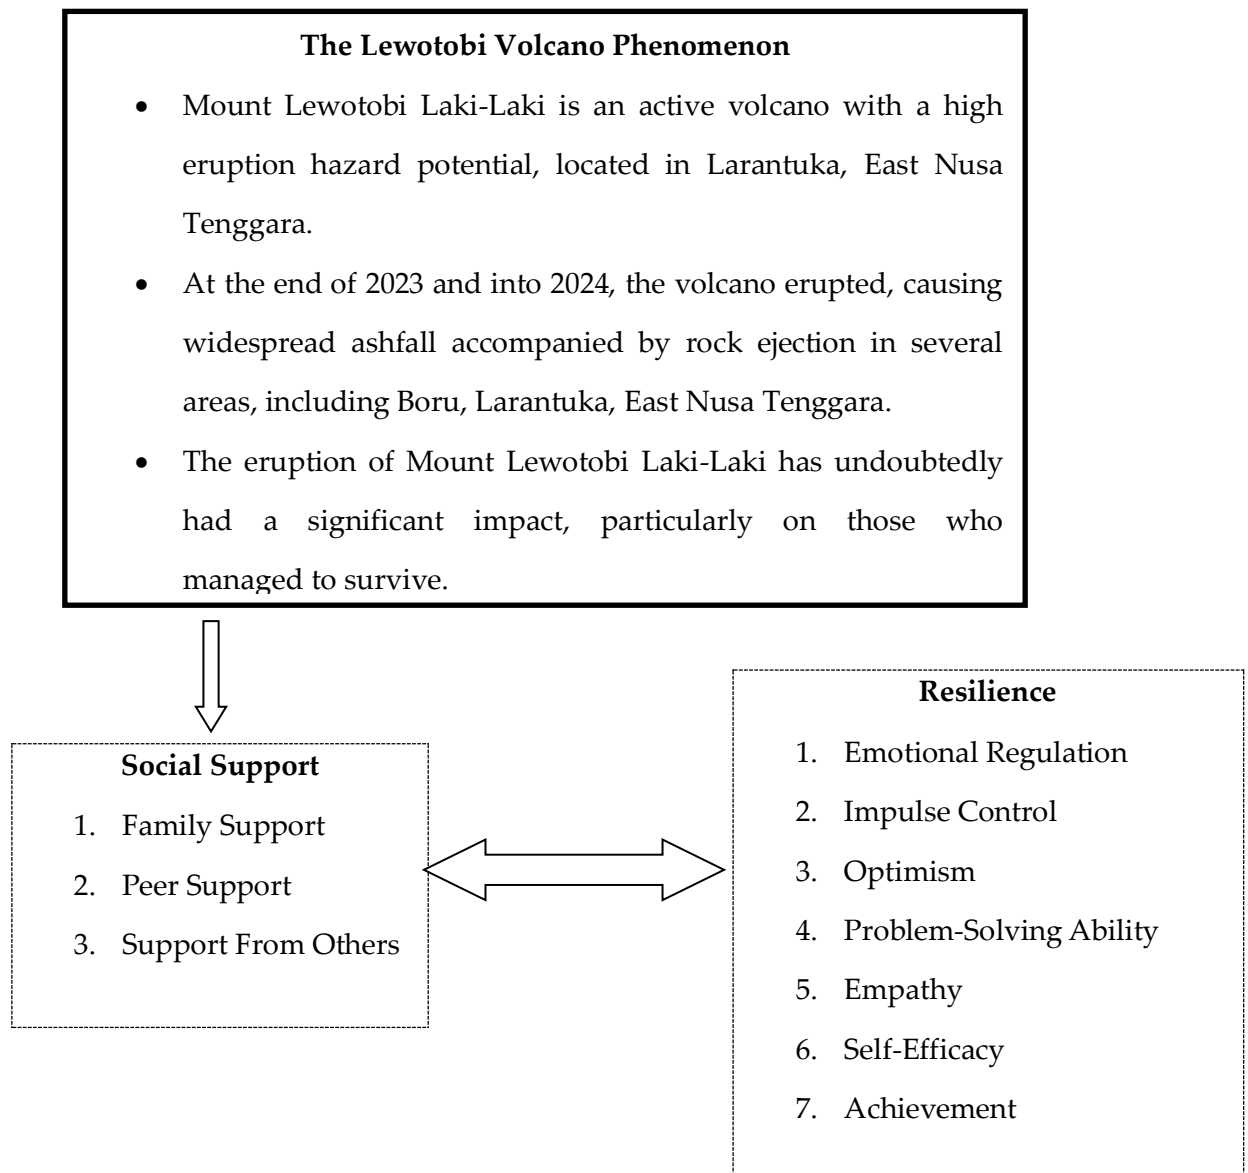 The Lewotobi Volcano Phenomenon
• Mount Lewotobi Laki-Laki is an active volcano with a high
eruption hazard potential, located in Larantuka, East Nusa
Tenggara.
• At the end of 2023 and into 2024, the volcano erupted, causing
widespread ashfall accompanied by rock ejection in several
areas, including Boru, Larantuka, East Nusa Tenggara.
• The eruption of Mount Lewotobi Laki-Laki has undoubtedly
had a significant impact, particularly on those who
managed to survive.
Social Support
1. Family Support
2. Peer Support
3. Support From Others
Resilience
1. Emotional Regulation
2. Impulse Control
3. Optimism
4. Problem-Solving Ability
5. Empathy
6. Self-Efficacy
7. Achievement